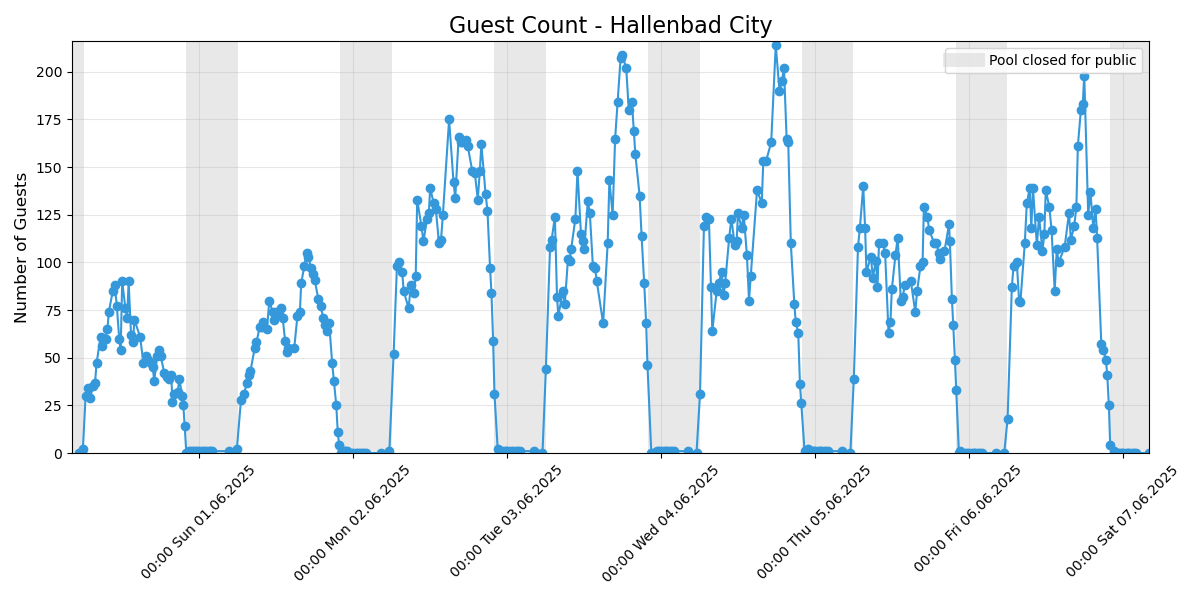 Guest Count - Hallenbad City
Pool closed for public
Number of Guests
200
175
150
125
100
75
50
25
0
00:00 Sun 01.06.2025
00:00 Mon 02.06.2025
00:00 Tue 03.06.2025
00:00 Wed 04.06.2025
00:00 Thu 05.06.2025
00:00 Fri 06.06.2025
00:00 Sat 07.06.2025